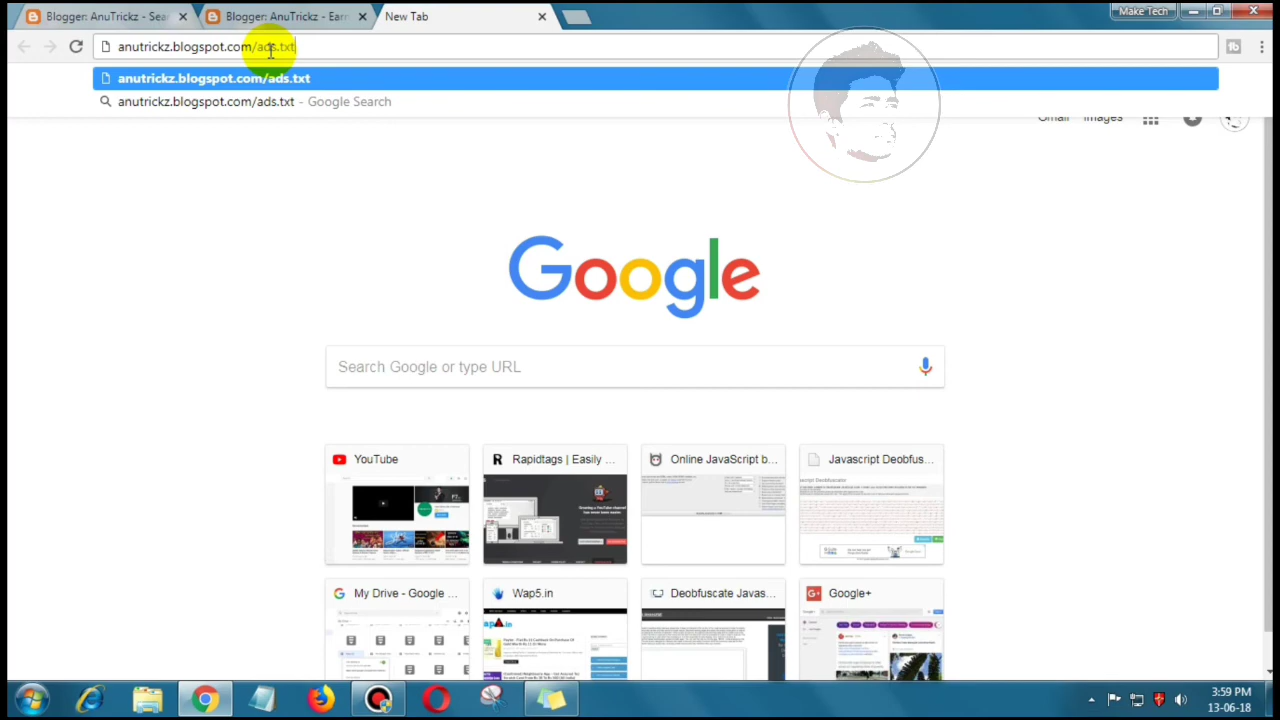 Blogger: AnuTrickz - Sea
Blogger: AnuTrickz - Earn
New Tab
Make Tech
anutrickz.blogspot.com/ads.txt
anutrickz.blogspot.com/ads.txt
anutrickz.blogspot.com/ads.txt - Google Search
Gmail Images
Google
Search Google or type URL
YouTube
Rapidtags | Easily ...
Online JavaScript b...
Javascript Deobfus...
My Drive - Google ...
Wap5.in
Deobfuscate Javas...
Google+
3:59 PM
13-06-18